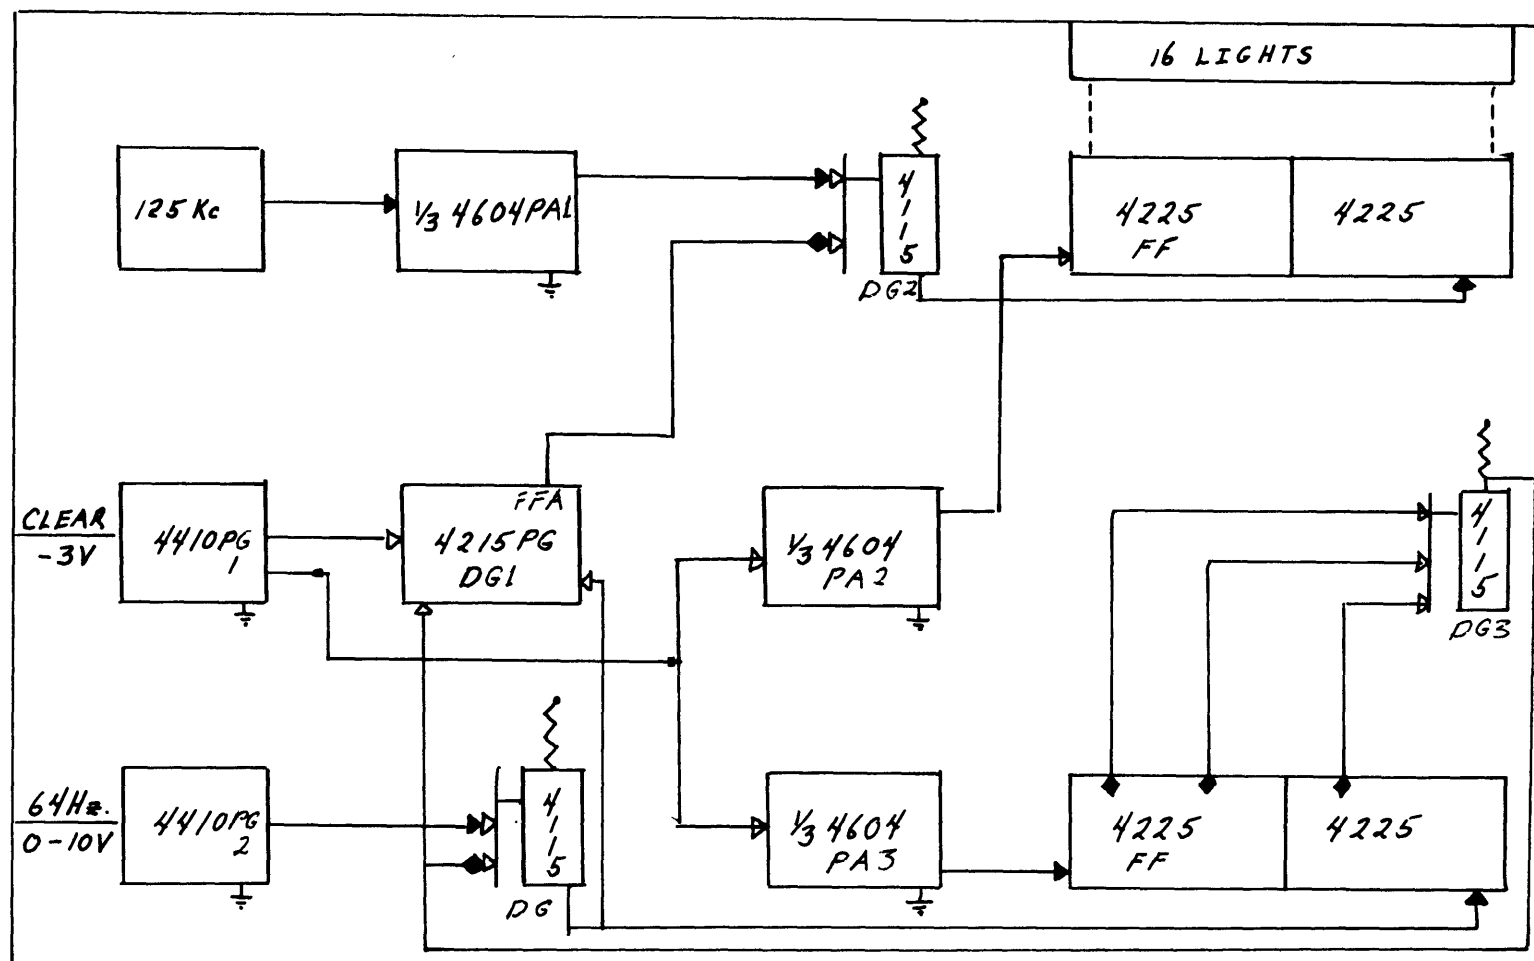 16 LIGHTS
125 Kc
1/3 4604 PA1
4
1
1
5
DG2
4225
FF
4225
CLEAR
-3V
4410 PG
1
FFA
4215 PG
DG1
1/3 4604
PA2
4
1
1
5
DG3
64Hz.
0-10V
4410 PG
2
4
1
1
5
DG
1/3 4604
PA3
4225
FF
4225